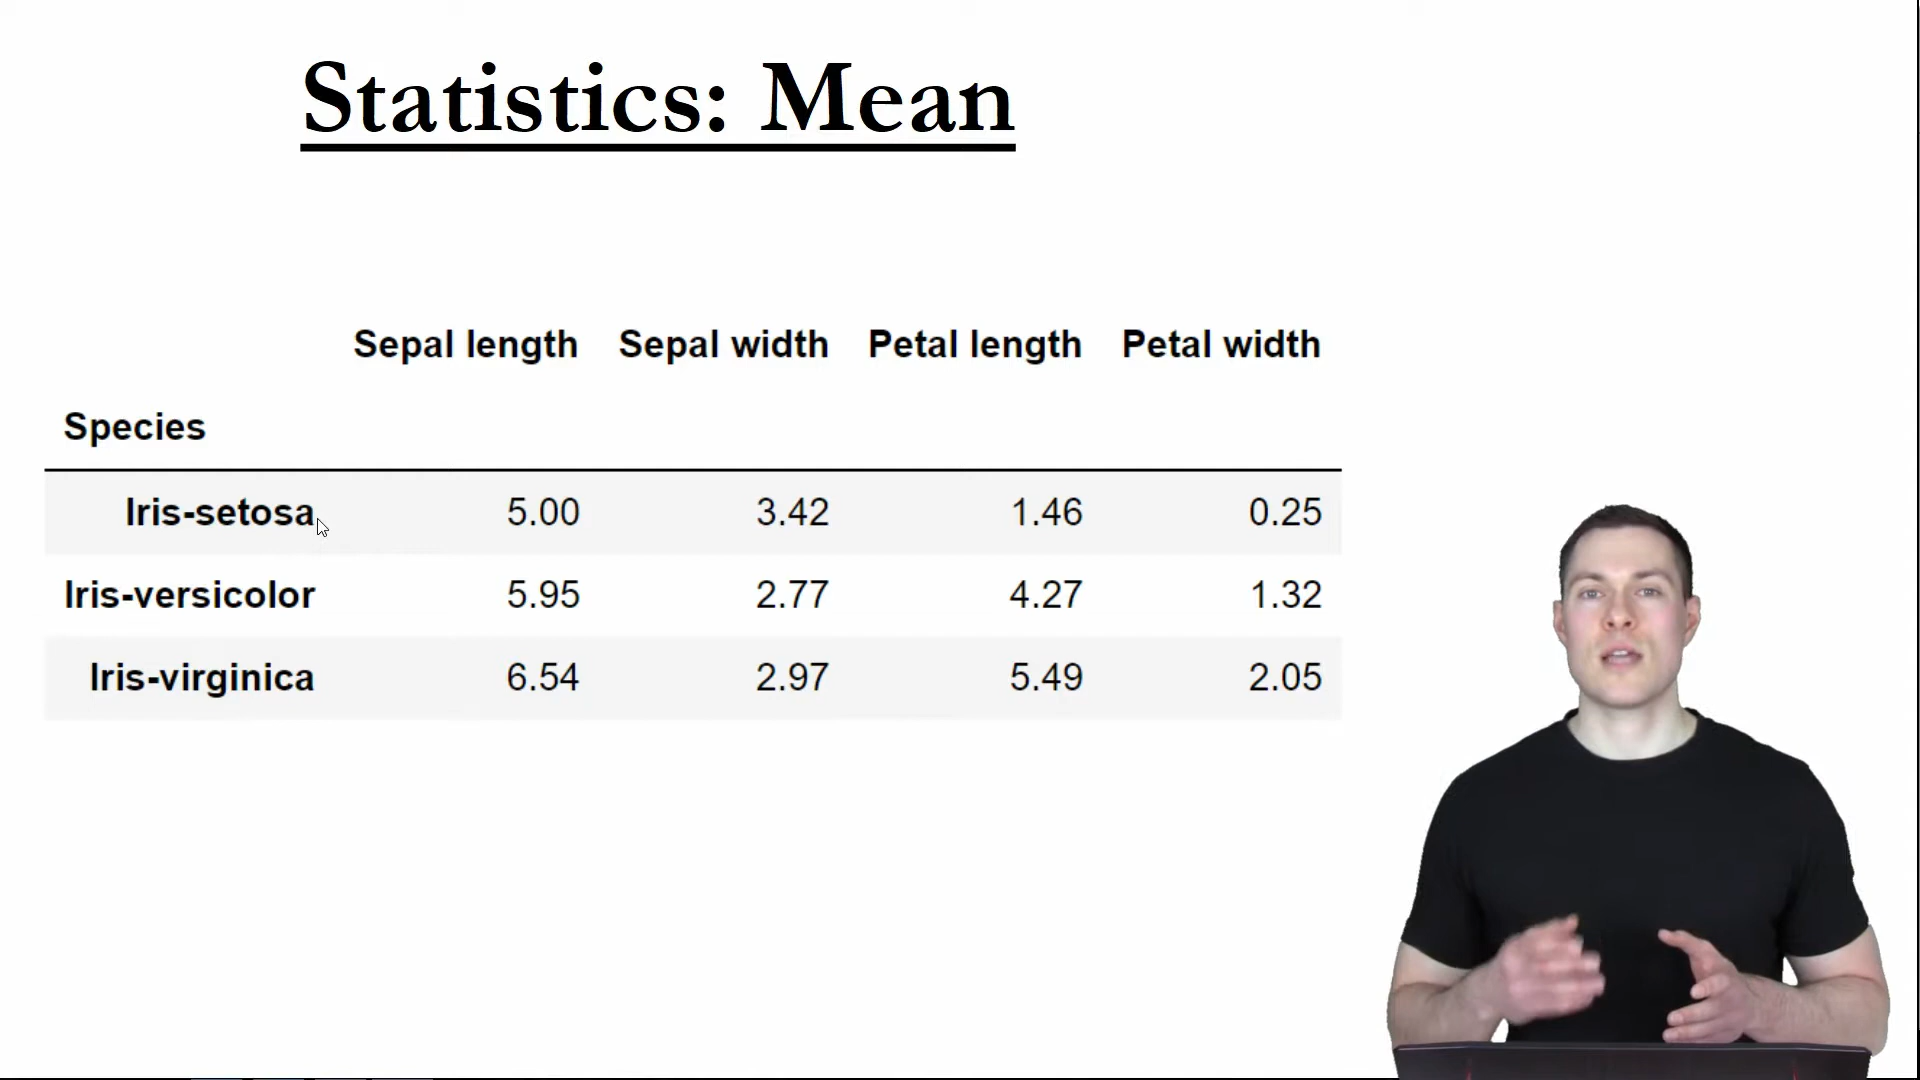 Statistics: Mean
Sepal length Sepal width Petal length Petal width
Species
Iris-setosa 5.00 3.42 1.46 0.25
Iris-versicolor 5.95 2.77 4.27 1.32
Iris-virginica 6.54 2.97 5.49 2.05